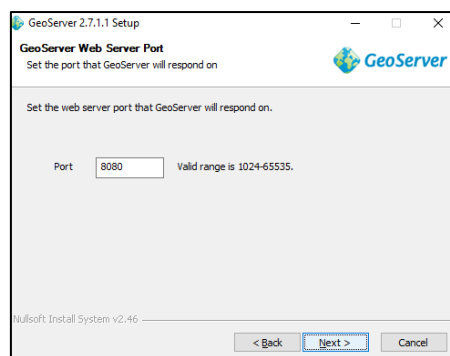 GeoServer 2.7.1.1 Setup
GeoServer Web Server Port
Set the port that GeoServer will respond on
GeoServer
Set the web server port that GeoServer will respond on.
Port 8080 Valid range is 1024-65535.
Nullsoft Install System v2.46
< Back Next > Cancel